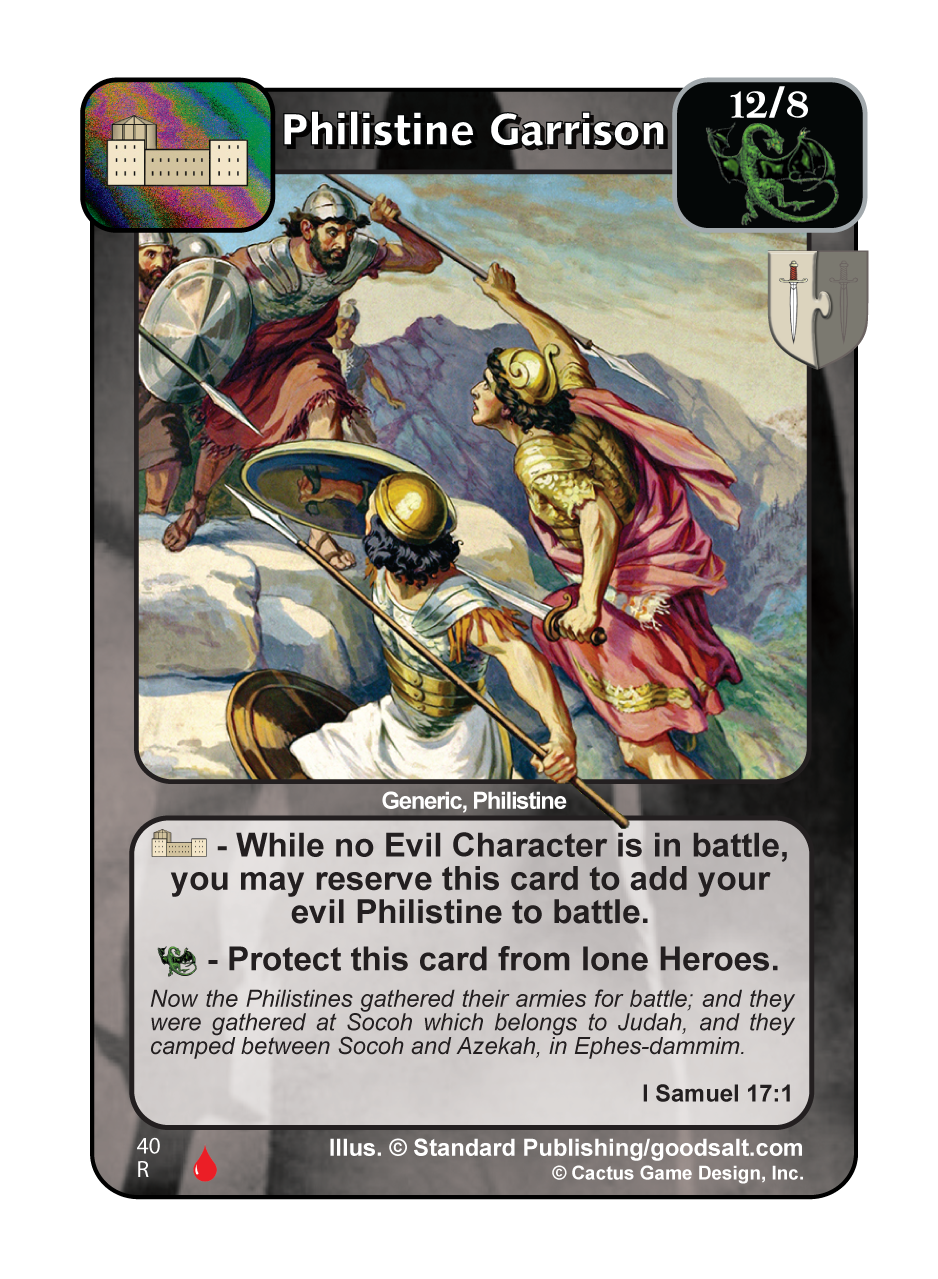 Philistine Garrison
12/8
Generic, Philistine
- While no Evil Character is in battle,
you may reserve this card to add your
evil Philistine to battle.
- Protect this card from lone Heroes.
Now the Philistines gathered their armies for battle; and they
were gathered at Socoh which belongs to Judah, and they
camped between Socoh and Azekah, in Ephes-dammim.
I Samuel 17:1
40
R
Illus. © Standard Publishing/goodsalt.com
© Cactus Game Design, Inc.